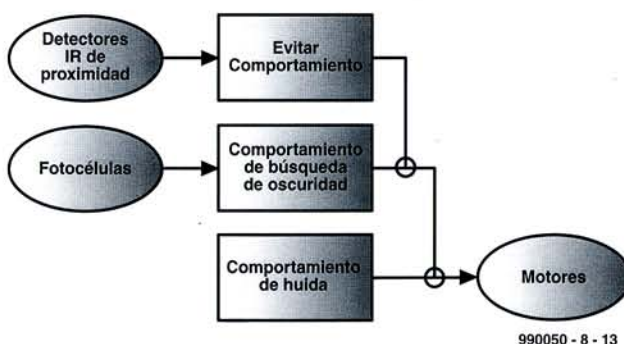 Detectores
IR de
proximidad
Evitar
Comportamiento
Fotocélulas
Comportamiento
de búsqueda
de oscuridad
Comportamiento
de huida
Motores
990050 - 8 - 13